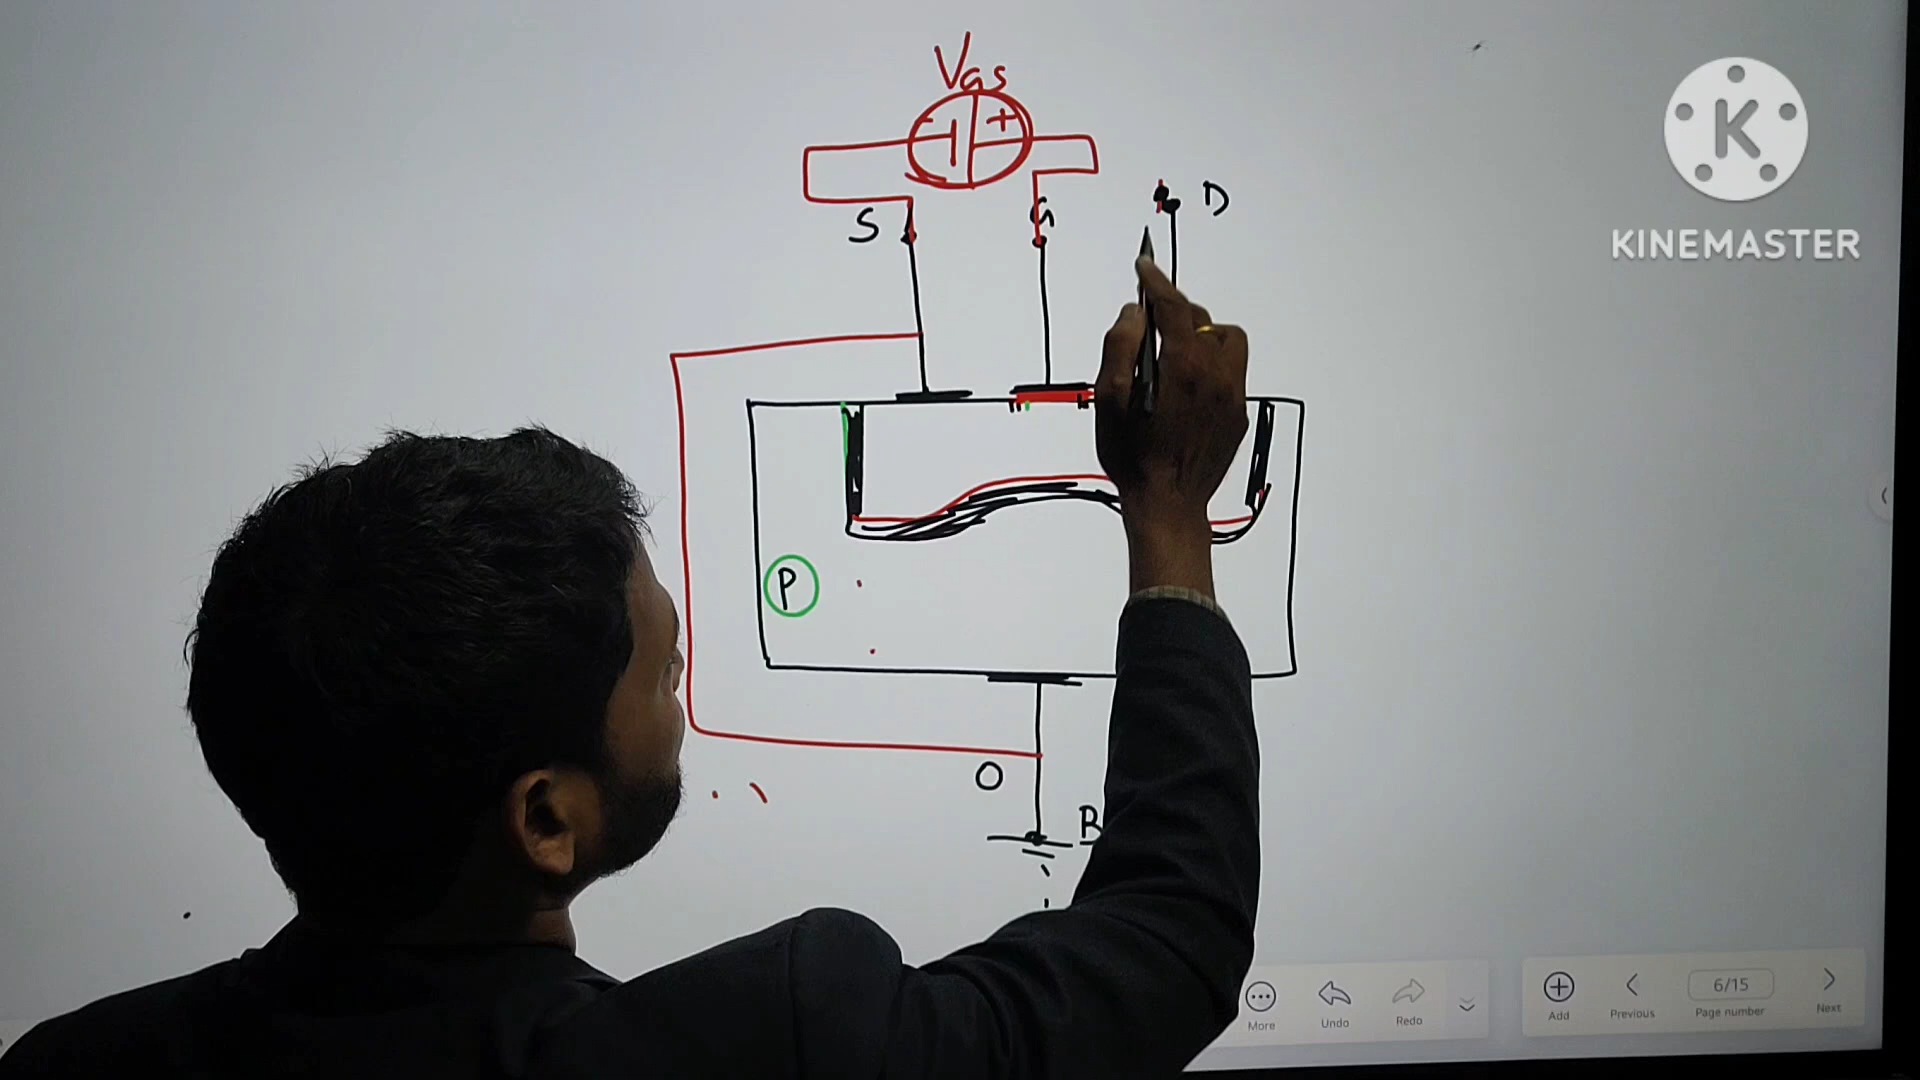 VGS
- +
S G D
KINEMASTER
P
O
B
More Undo Redo Add Previous 6/15 Page number Next